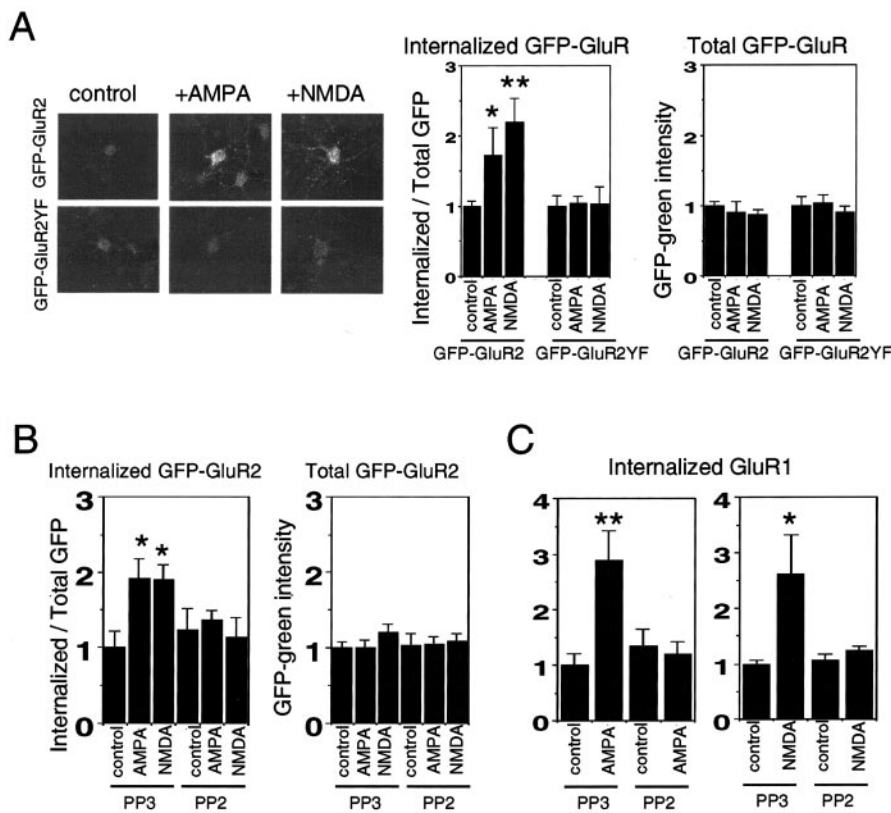 A
control
+AMPA
+NMDA
GFP-GluR2
GFP-GluR2YF
Internalized GFP-GluR
Internalized / Total GFP
3
2
1
0
*
**
control
AMPA
NMDA
control
AMPA
NMDA
GFP-GluR2
GFP-GluR2YF
Total GFP-GluR
GFP-green intensity
3
2
1
0
control
AMPA
NMDA
control
AMPA
NMDA
GFP-GluR2
GFP-GluR2YF
B
Internalized GFP-GluR2
Internalized / Total GFP
3
2
1
0
*
*
control
AMPA
NMDA
control
AMPA
NMDA
PP3
PP2
Total GFP-GluR2
GFP-green intensity
3
2
1
0
control
AMPA
NMDA
control
AMPA
NMDA
PP3
PP2
C
Internalized GluR1
4
3
2
1
0
**
control
AMPA
control
AMPA
PP3
PP2
4
3
2
1
0
*
control
NMDA
control
NMDA
PP3
PP2